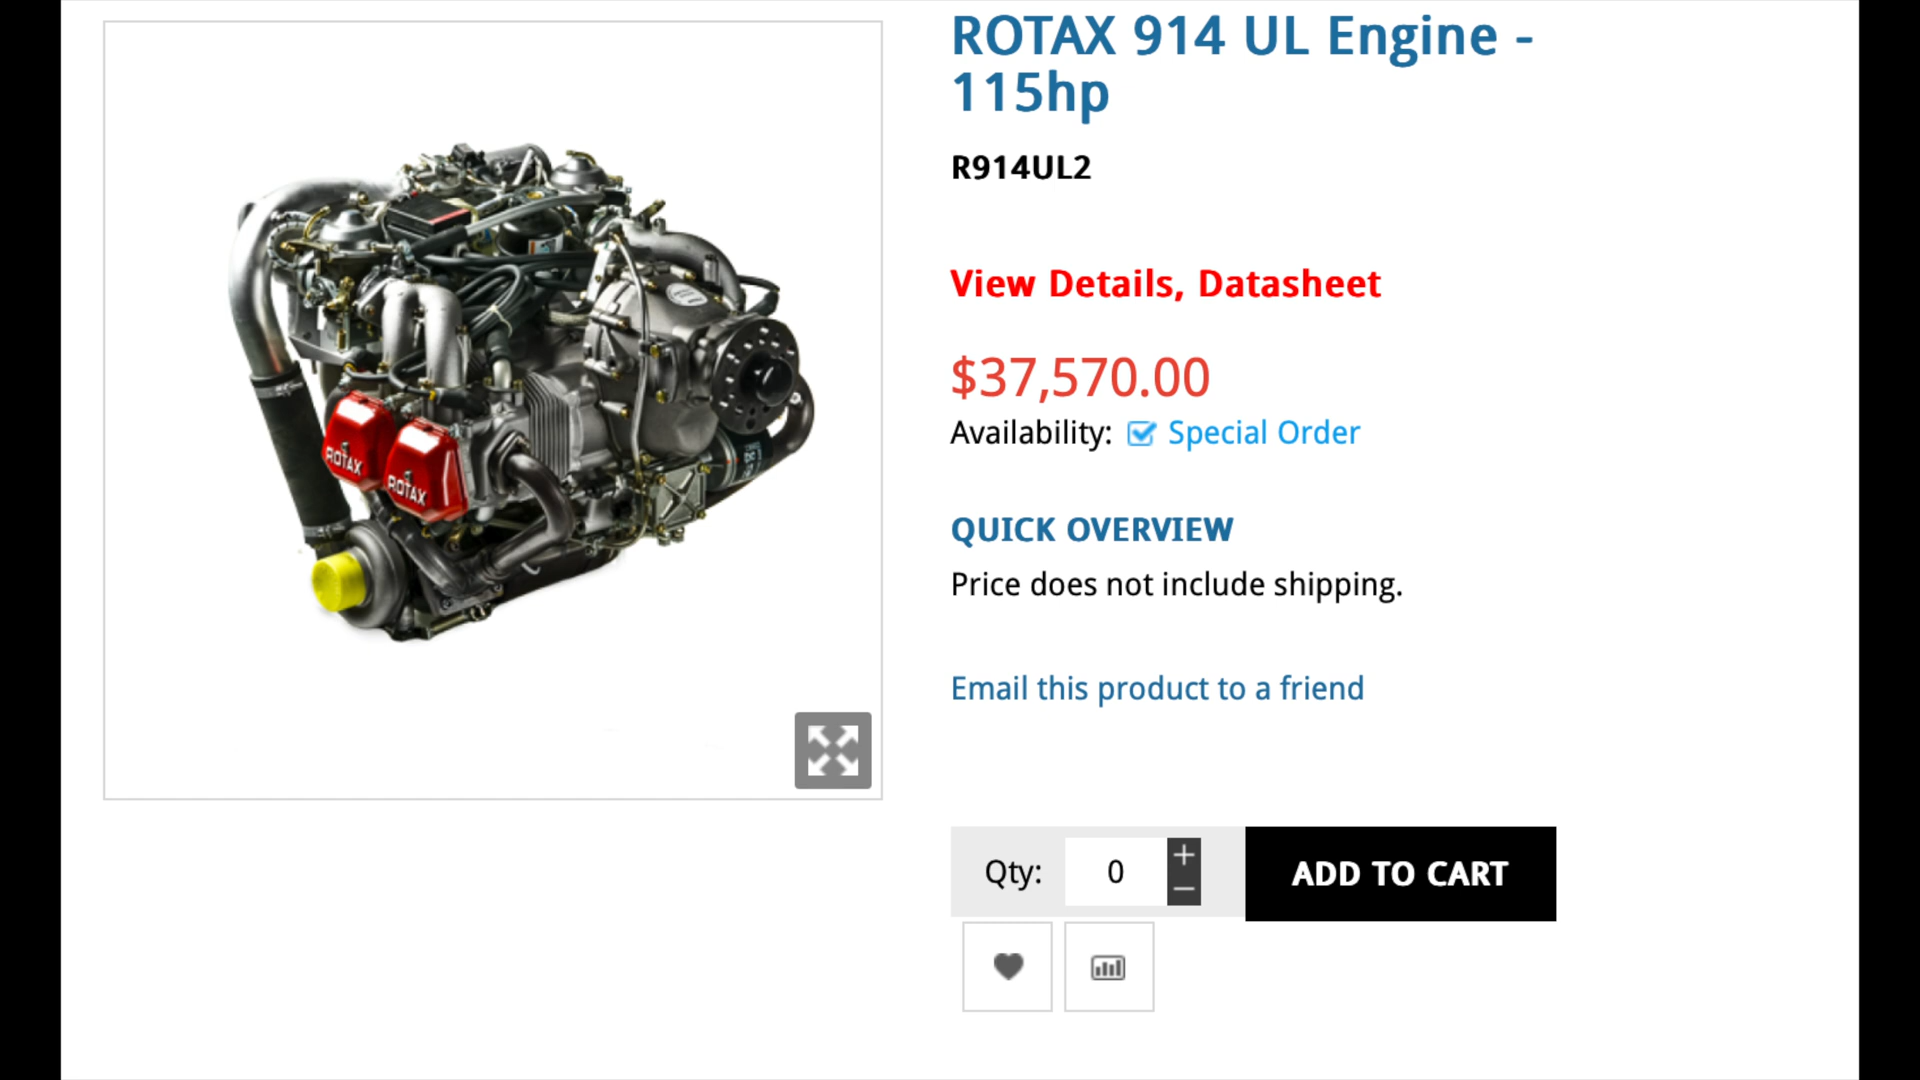 ROTAX 914 UL Engine -
115hp
R914UL2
View Details, Datasheet
$37,570.00
Availability: Special Order
QUICK OVERVIEW
Price does not include shipping.
Email this product to a friend
Qty: 0 + −
ADD TO CART
ROTAX
ROTAX